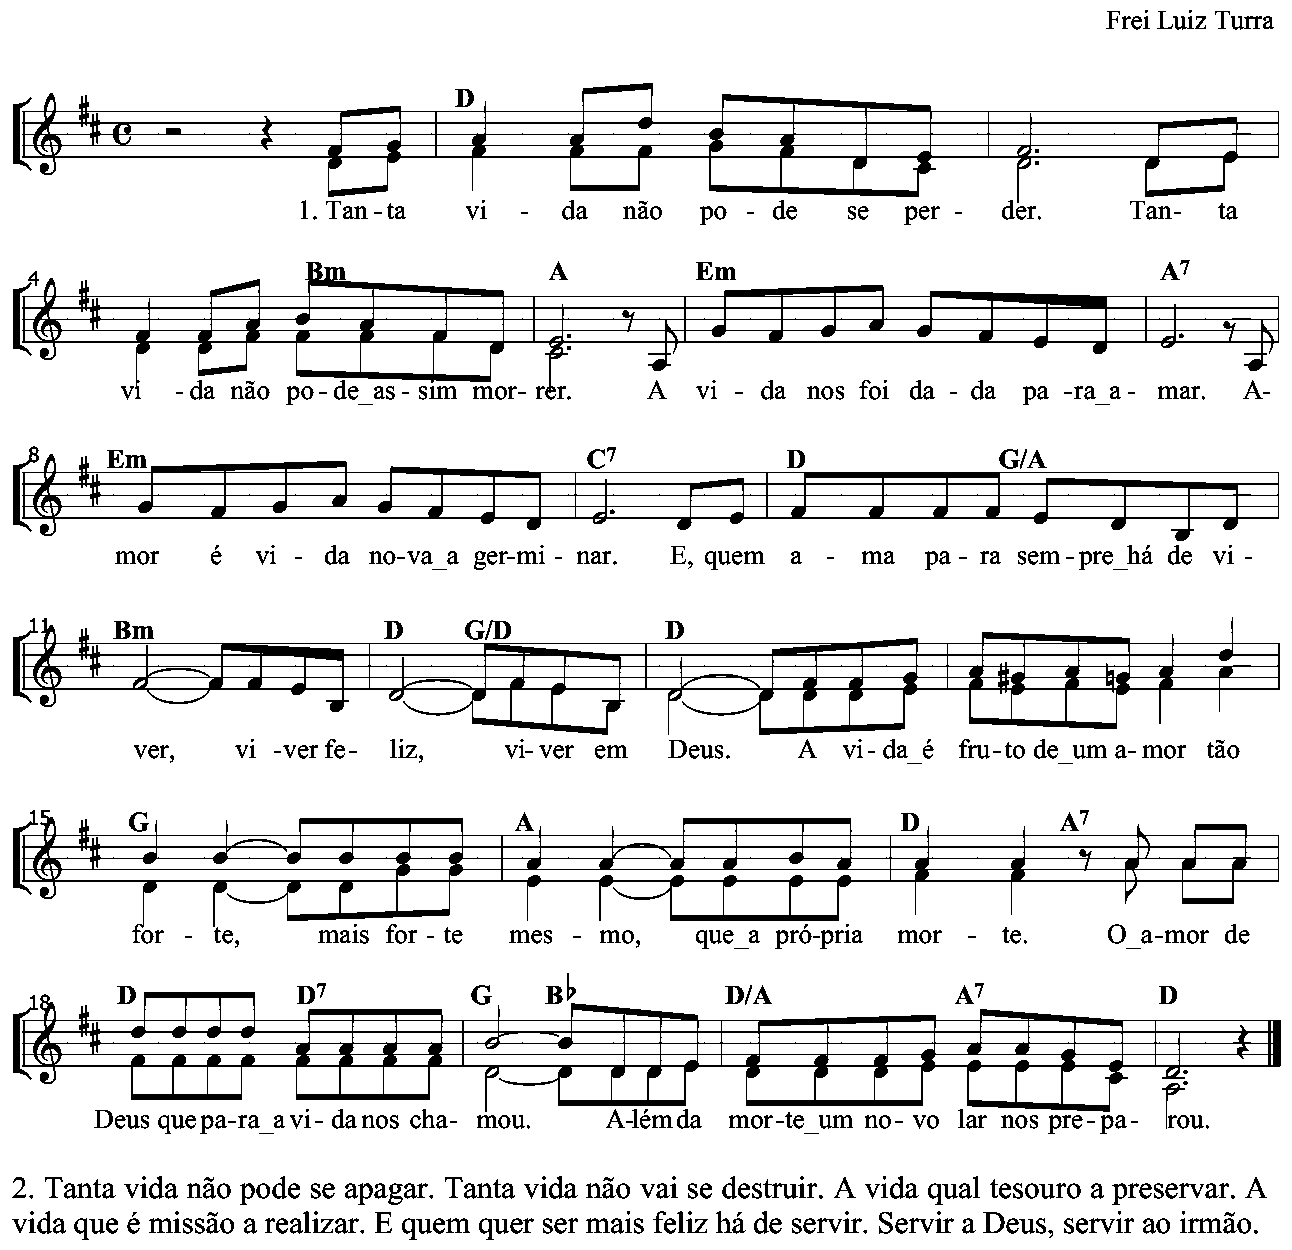 Frei Luiz Turra
D
1. Tan - ta vi - da não po - de se per - der. Tan- ta
4 Bm A Em A7
vi - da não po - de_as - sim mor - rer. A vi - da nos foi da - da pa - ra_a - mar. A-
8 Em C7 D G/A
mor é vi - da no-va_a ger-mi - nar. E, quem a - ma pa - ra sem - pre_há de vi -
11 Bm D G/D D
ver, vi - ver fe - liz, vi- ver em Deus. A vi - da_é fru - to de_um a - mor tão
15 G A D A7
for - te, mais for - te mes - mo, que_a pró - pria mor - te. O_a-mor de
18 D D7 G B♭ D/A A7 D
Deus que pa - ra_a vi - da nos cha- mou. A-lém da mor - te_um no - vo lar nos pre - pa - rou.
2. Tanta vida não pode se apagar. Tanta vida não vai se destruir. A vida qual tesouro a preservar. A
vida que é missão a realizar. E quem quer ser mais feliz há de servir. Servir a Deus, servir ao irmão.